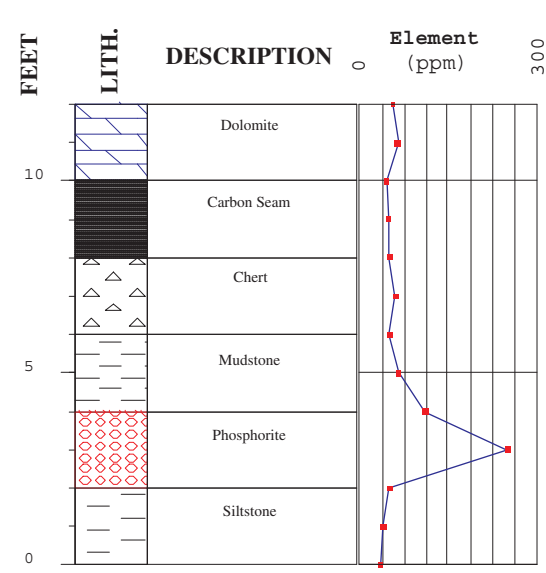 FEET
LITH.
DESCRIPTION
0
Element
(ppm)
300
Dolomite
10
Carbon Seam
Chert
Mudstone
5
Phosphorite
Siltstone
0